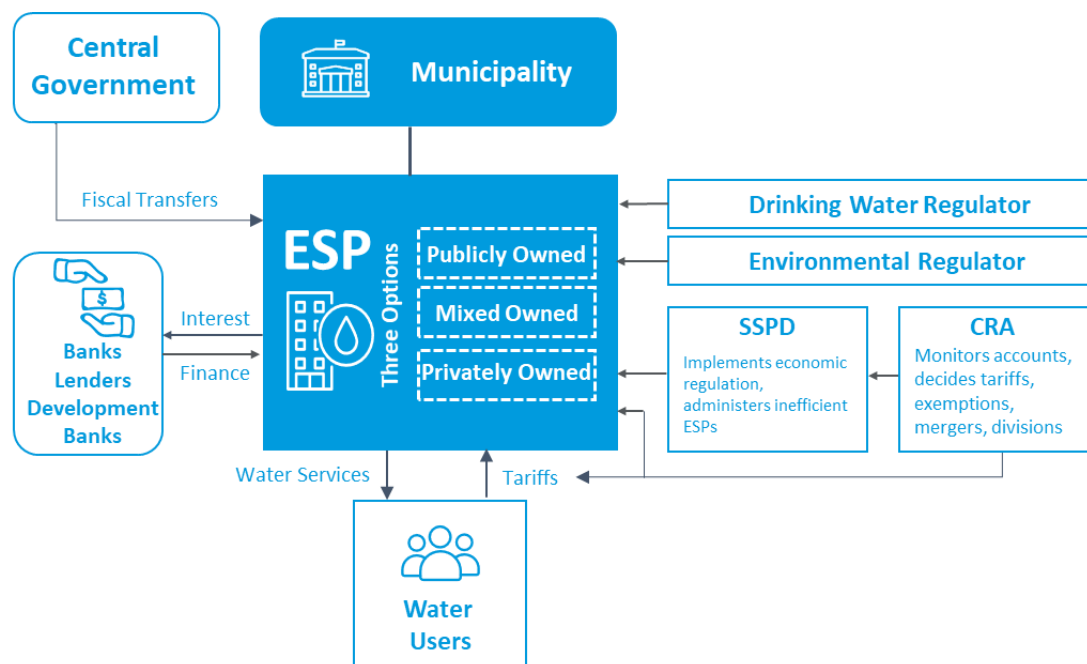 Central
Government
Municipality
Fiscal Transfers
ESP
Three Options
Publicly Owned
Mixed Owned
Privately Owned
Drinking Water Regulator
Environmental Regulator
SSPD
Implements economic
regulation,
administers inefficient
ESPs
CRA
Monitors accounts,
decides tariffs,
exemptions,
mergers, divisions
$
Banks
Lenders
Development
Banks
Interest
Finance
Water Services
Tariffs
Water
Users